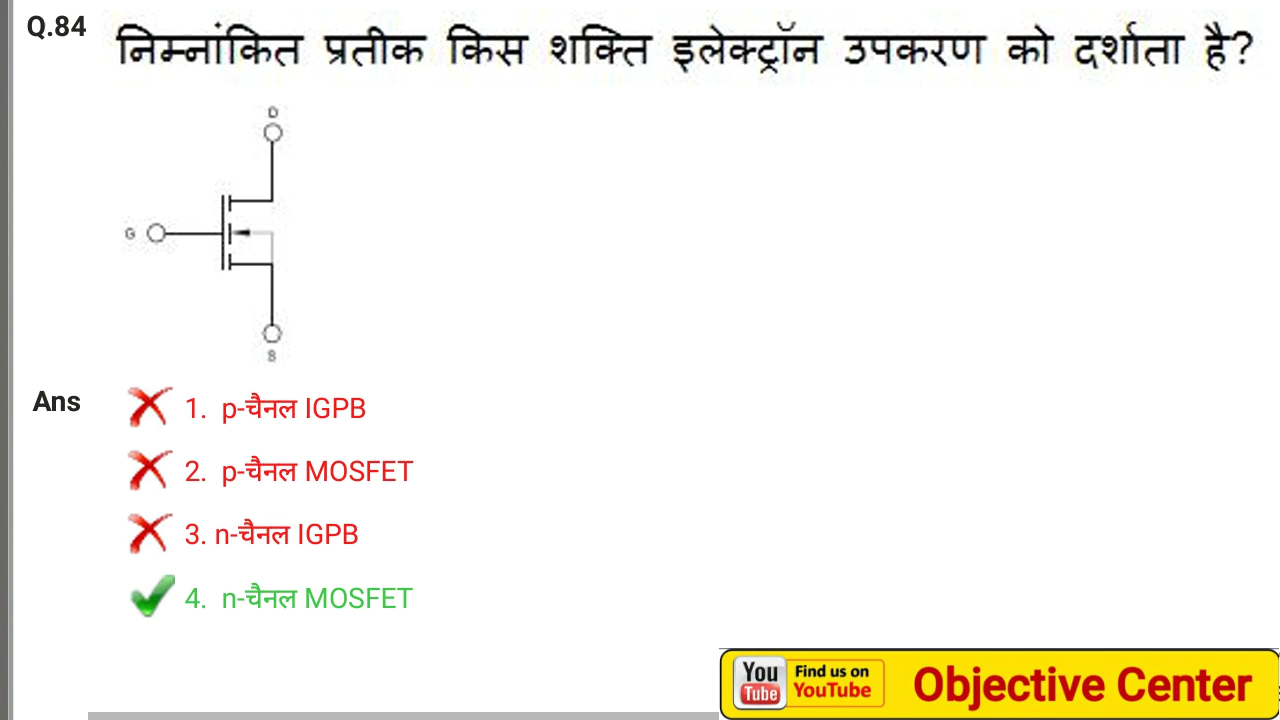 Q.84 निम्नांकित प्रतीक किस शक्ति इलेक्ट्रॉन उपकरण को दर्शाता है?
D
G
S
Ans
1. p-चैनल IGPB
2. p-चैनल MOSFET
3. n-चैनल IGPB
4. n-चैनल MOSFET
You Tube Find us on YouTube Objective Center